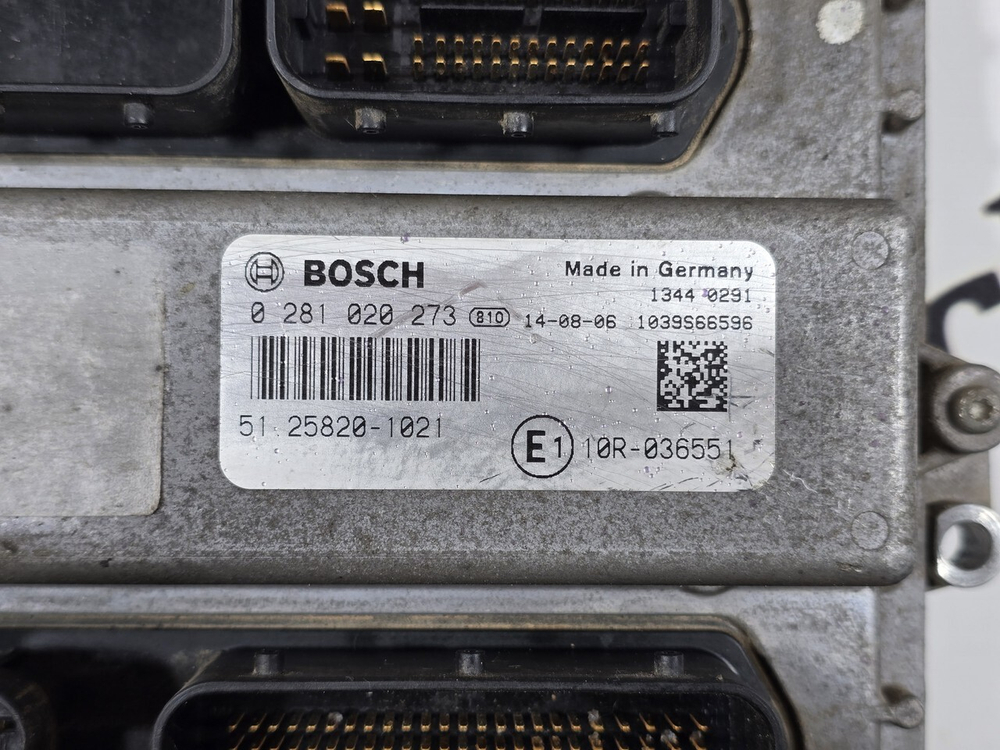 BOSCH
Made in Germany
1344 0291
0 281 020 273 810 14-08-06 1039S66596
51.25820-1021
E1 10R-036551